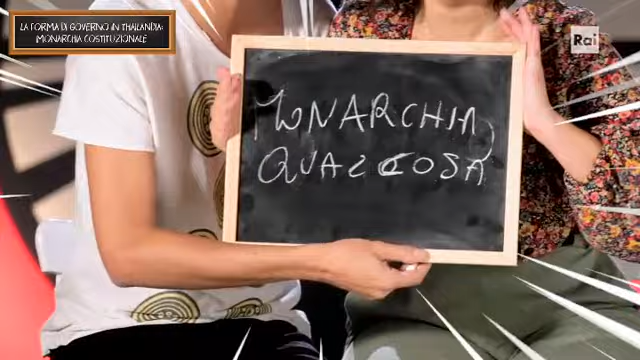 LA FORMA DI GOVERNO IN THAILANDIA:
MONARCHIA COSTITUZIONALE
Rai
MONARCHIA
QUALCOSA